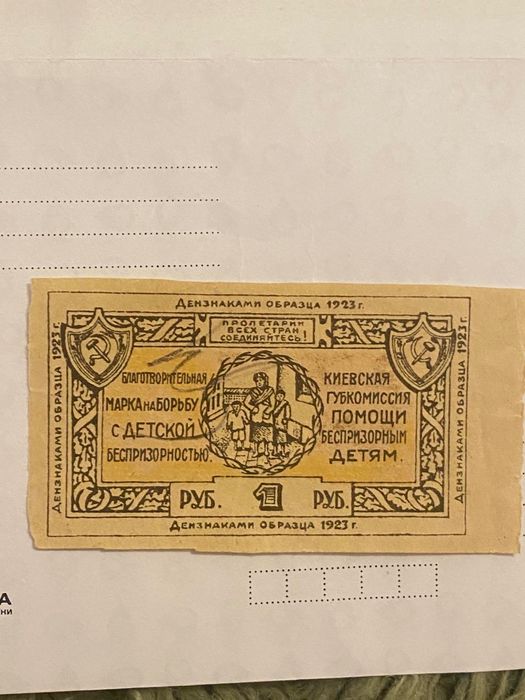 ДЕНЗНАКАМИ ОБРАЗЦА 1923 г.
ПРОЛЕТАРИИ
ВСЕХ СТРАН
СОЕДИНЯЙТЕСЬ!
ДЕНЗНАКАМИ ОБРАЗЦА 1923 г.
БЛАГОТВОРИТЕЛЬНАЯ
МАРКА НА БОРЬБУ
С ДЕТСКОЙ
БЕСПРИЗОРНОСТЬЮ.
КИЕВСКАЯ
ГУБКОМИССИЯ
ПОМОЩИ
БЕСПРИЗОРНЫМ
ДЕТЯМ.
ДЕНЗНАКАМИ ОБРАЗЦА 1923 г.
РУБ. 1 РУБ.
ДЕНЗНАКАМИ ОБРАЗЦА 1923 г.
А
НИ